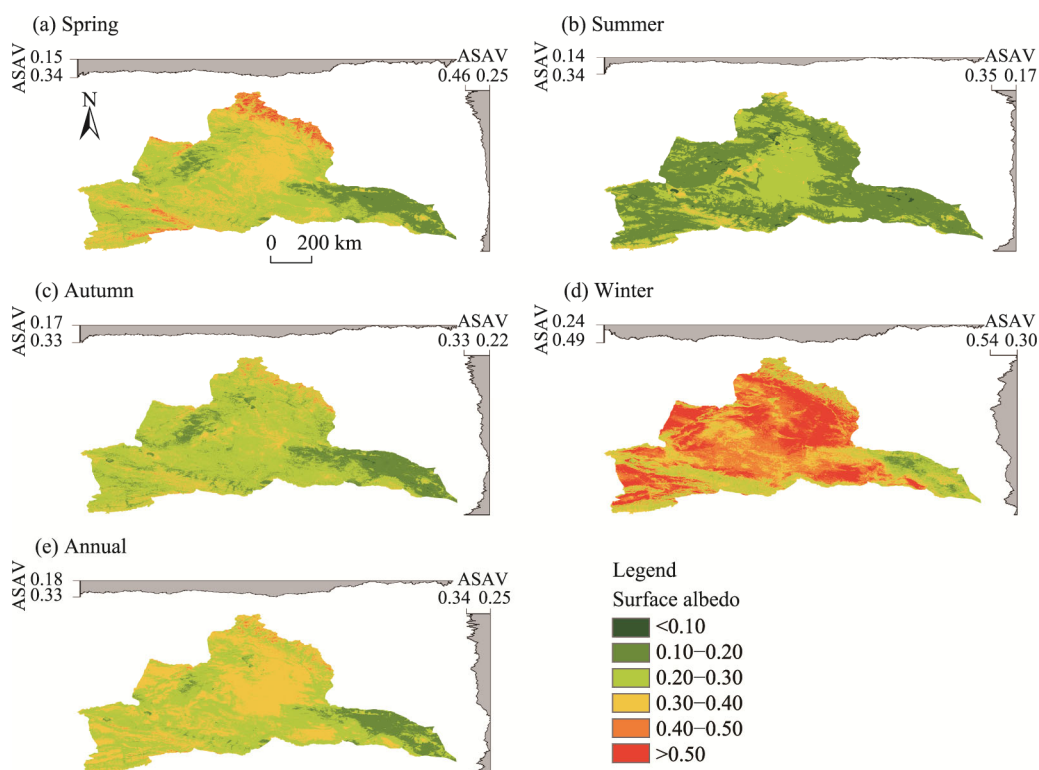 (a) Spring
ASAV
0.15
0.34
ASAV
0.46 0.25
N
0 200 km
(b) Summer
ASAV
0.14
0.34
ASAV
0.35 0.17
(c) Autumn
ASAV
0.17
0.33
ASAV
0.33 0.22
(d) Winter
ASAV
0.24
0.49
ASAV
0.54 0.30
(e) Annual
ASAV
0.18
0.33
ASAV
0.34 0.25
Legend
Surface albedo
<0.10
0.10–0.20
0.20–0.30
0.30–0.40
0.40–0.50
>0.50